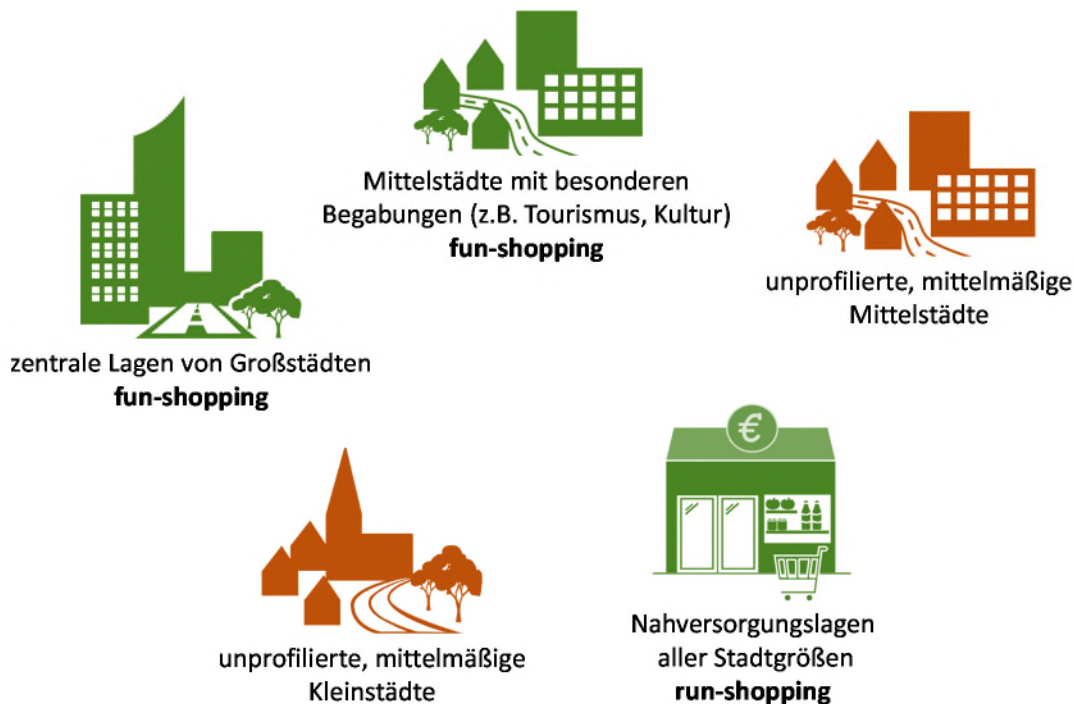 Mittelstädte mit besonderen
Begabungen (z.B. Tourismus, Kultur)
fun-shopping
unprofilierte, mittelmäßige
Mittelstädte
zentrale Lagen von Großstädten
fun-shopping
€
unprofilierte, mittelmäßige
Kleinstädte
Nahversorgungslagen
aller Stadtgrößen
run-shopping